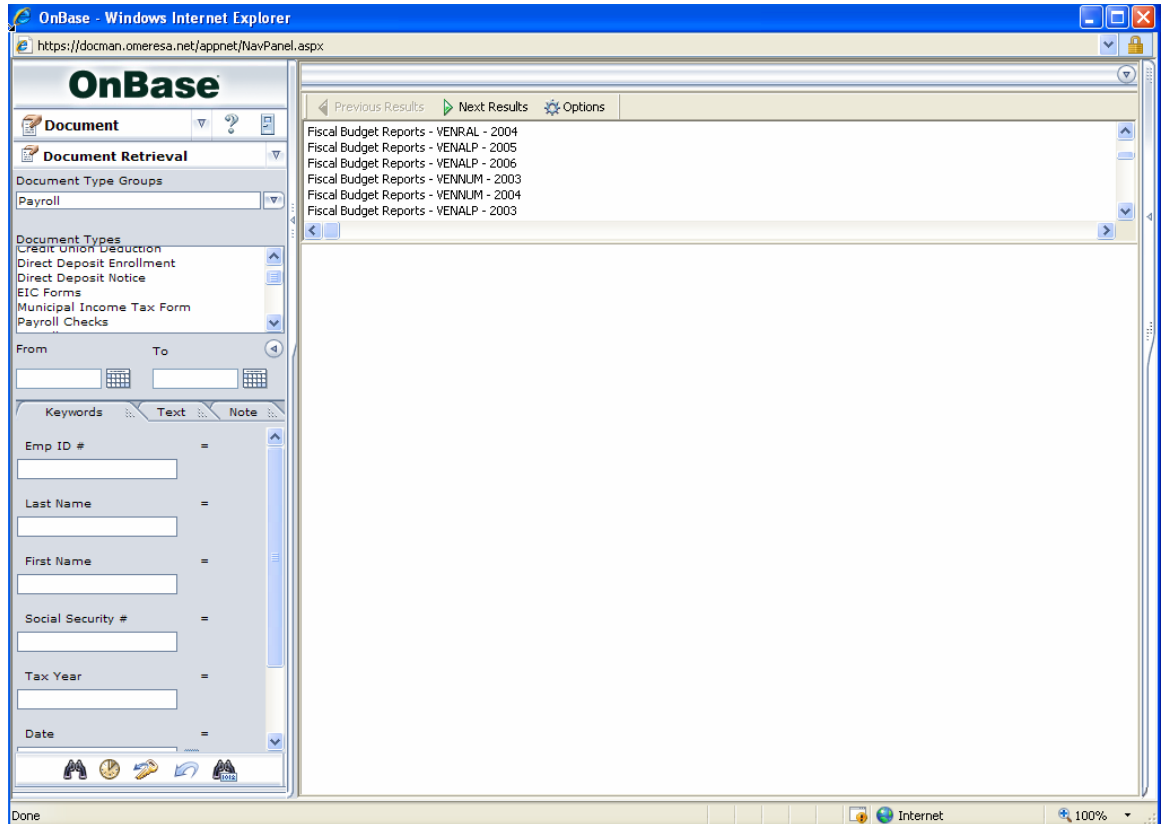 OnBase - Windows Internet Explorer
https://docman.omeresa.net/appnet/NavPanel.aspx
OnBase
Document
Document Retrieval
Document Type Groups
Payroll
Document Types
Credit Union Deduction
Direct Deposit Enrollment
Direct Deposit Notice
EIC Forms
Municipal Income Tax Form
Payroll Checks
From To
Keywords Text Note
Emp ID # =
Last Name =
First Name =
Social Security # =
Tax Year =
Date =
Previous Results Next Results Options
Fiscal Budget Reports - VENRAL - 2004
Fiscal Budget Reports - VENALP - 2005
Fiscal Budget Reports - VENALP - 2006
Fiscal Budget Reports - VENNUM - 2003
Fiscal Budget Reports - VENNUM - 2004
Fiscal Budget Reports - VENALP - 2003
Done Internet 100%